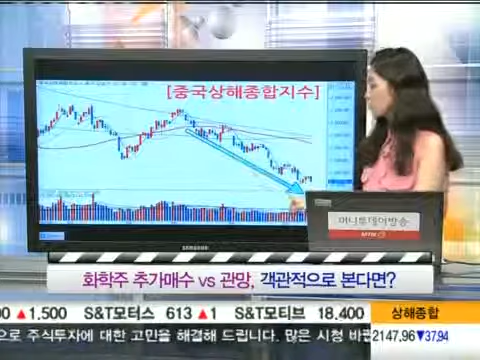 [중국상해종합지수]
SAMSUNG
머니투데이방송
MTN
화학주 추가매수 vs 관망, 객관적으로 본다면?
00 ▲1,500 S&T모터스 613 ▲1 S&T모티브 18,400 상해종합
으로 주식투자에 대한 고민을 해결해 드립니다. 많은 시청 바랍 2147.96 ▼37.94